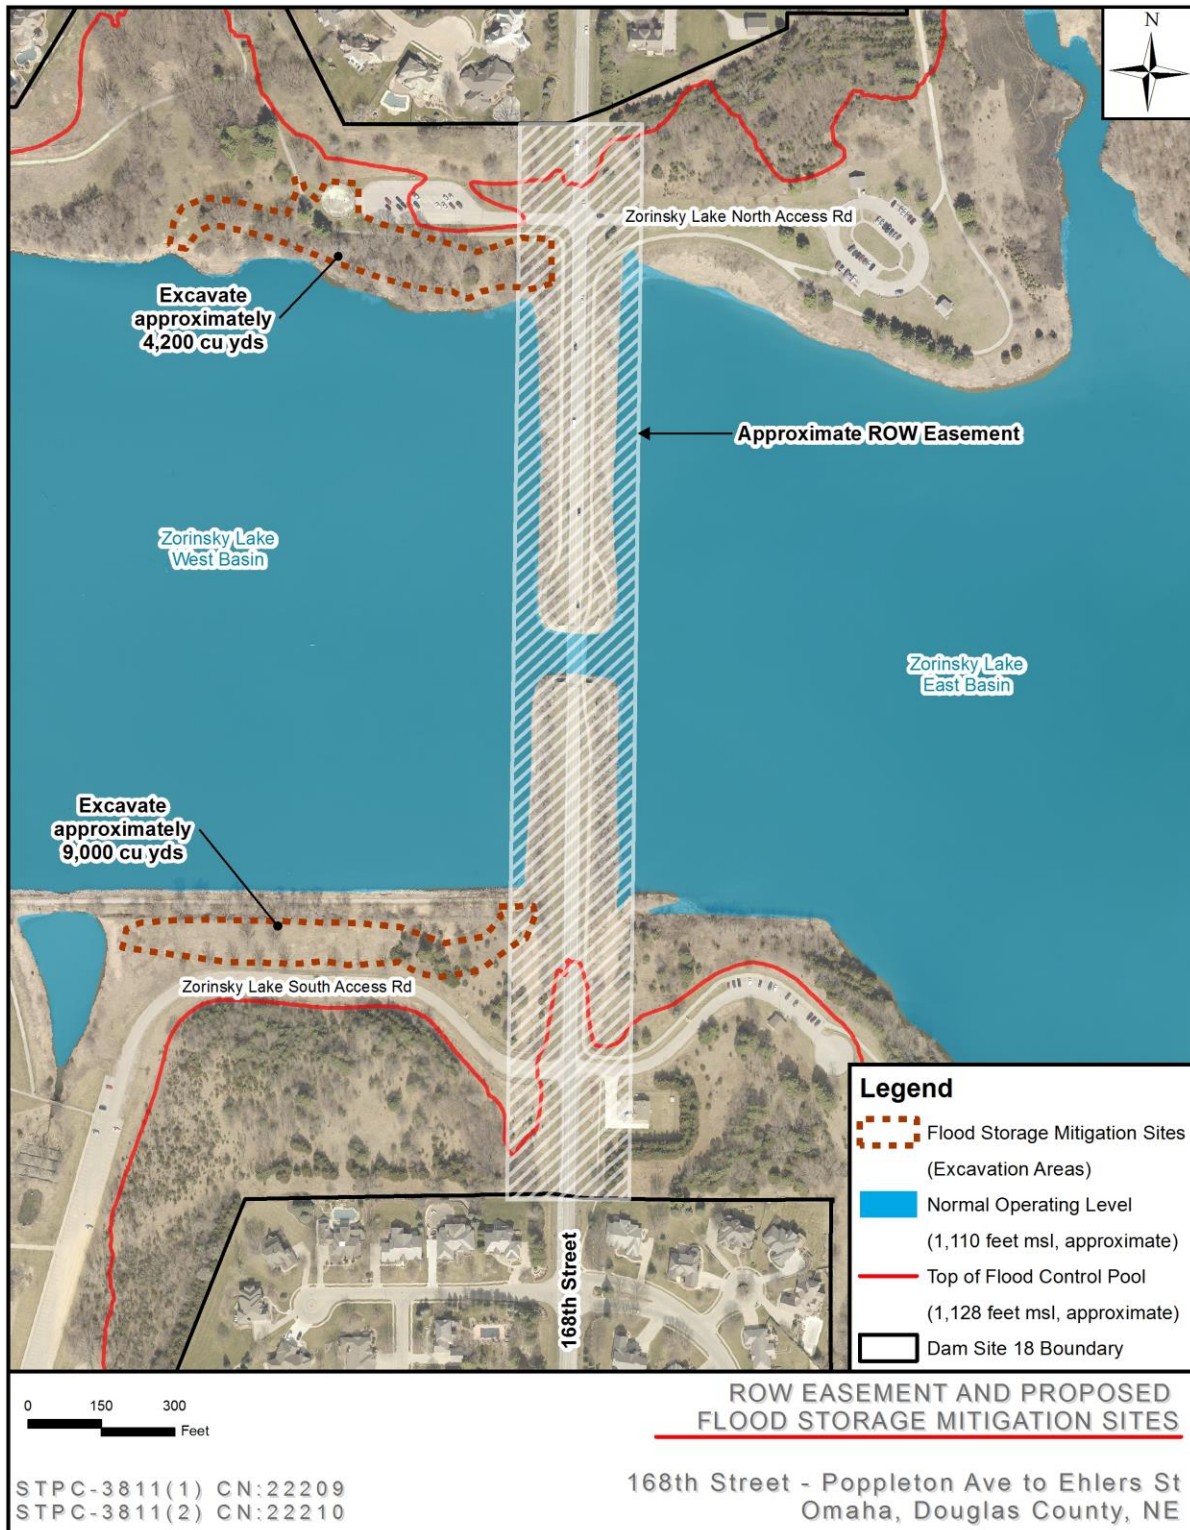 N
Zorinsky Lake North Access Rd
Excavate
approximately
4,200 cu yds
Approximate ROW Easement
Zorinsky Lake
West Basin
Zorinsky Lake
East Basin
Excavate
approximately
9,000 cu yds
Zorinsky Lake South Access Rd
168th Street
Legend
Flood Storage Mitigation Sites
(Excavation Areas)
Normal Operating Level
(1,110 feet msl, approximate)
Top of Flood Control Pool
(1,128 feet msl, approximate)
Dam Site 18 Boundary
0 150 300
Feet
ROW EASEMENT AND PROPOSED
FLOOD STORAGE MITIGATION SITES
STPC-3811(1) CN:22209
STPC-3811(2) CN:22210
168th Street - Poppleton Ave to Ehlers St
Omaha, Douglas County, NE